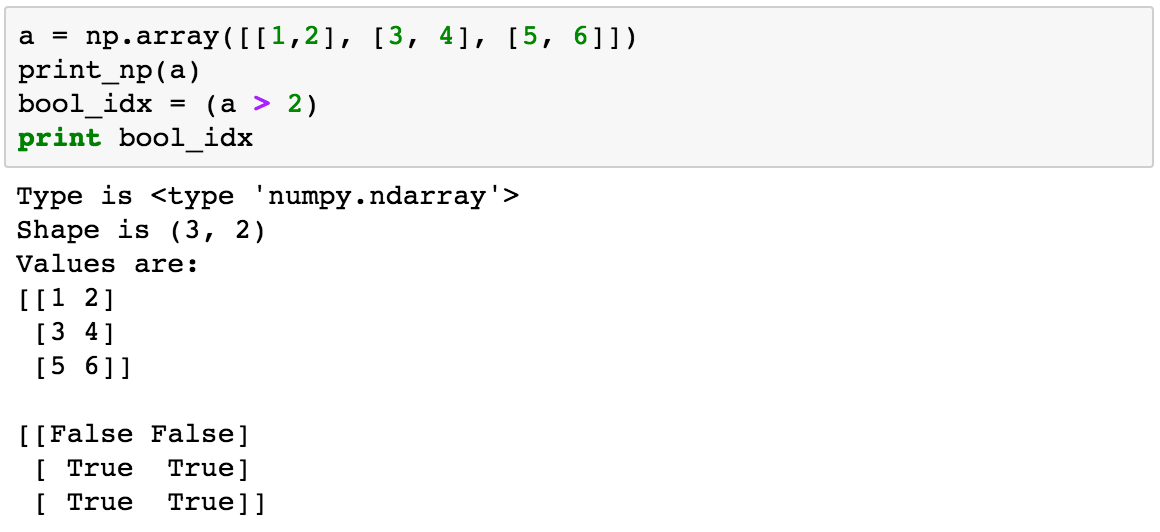 a = np.array([[1,2], [3, 4], [5, 6]])
print_np(a)
bool_idx = (a > 2)
print bool_idx
Type is <type 'numpy.ndarray'>
Shape is (3, 2)
Values are:
[[1 2]
 [3 4]
 [5 6]]
[[False False]
 [ True  True]
 [ True  True]]